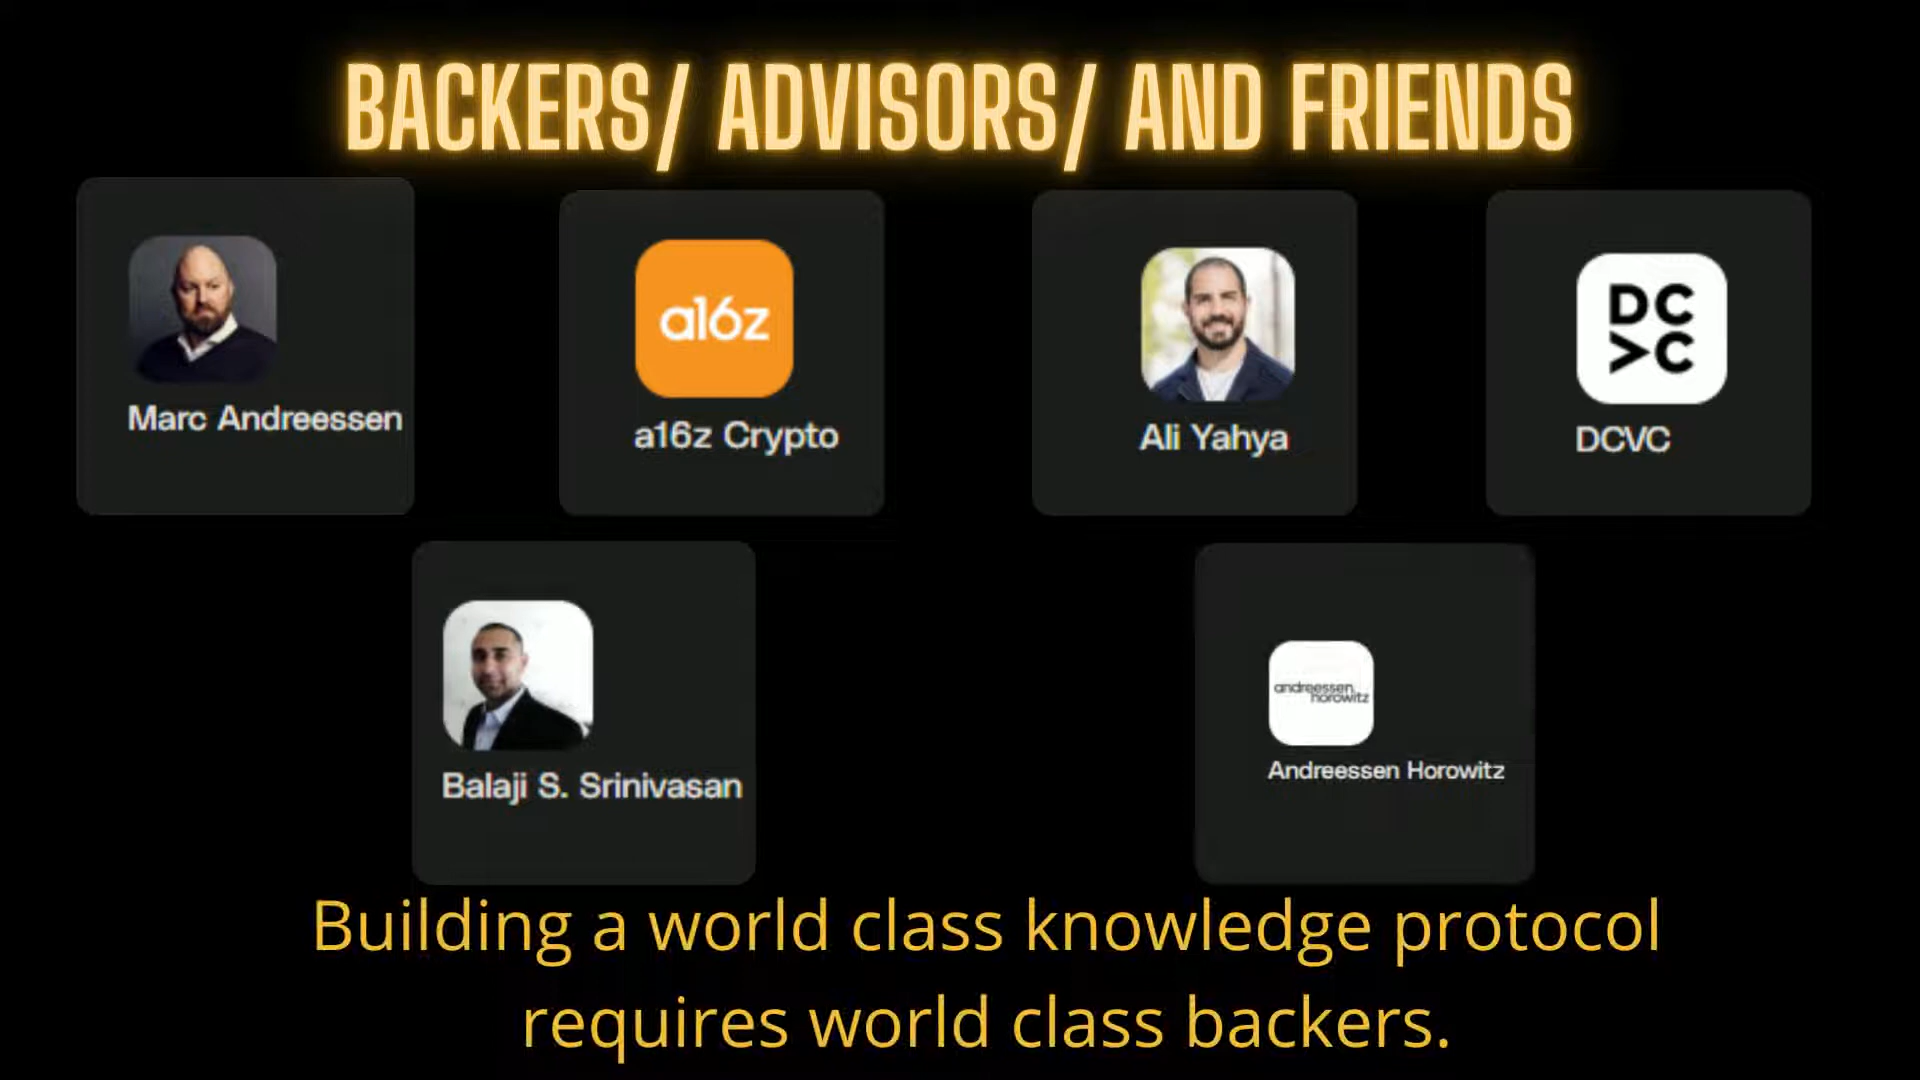 BACKERS/ ADVISORS/ AND FRIENDS
Marc Andreessen
a16z
a16z Crypto
Ali Yahya
DC
>C
DCVC
Balaji S. Srinivasan
andreessen.
horowitz
Andreessen Horowitz
Building a world class knowledge protocol
requires world class backers.